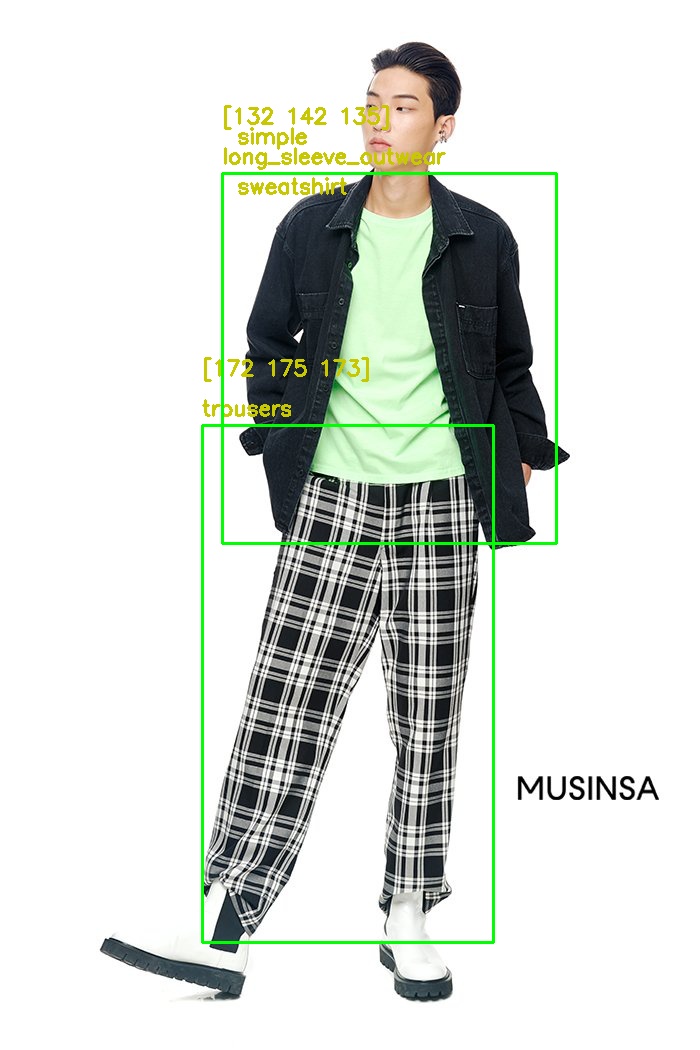 [132 142 135]
simple
long_sleeve_outwear
sweatshirt
[172 175 173]
trousers
MUSINSA